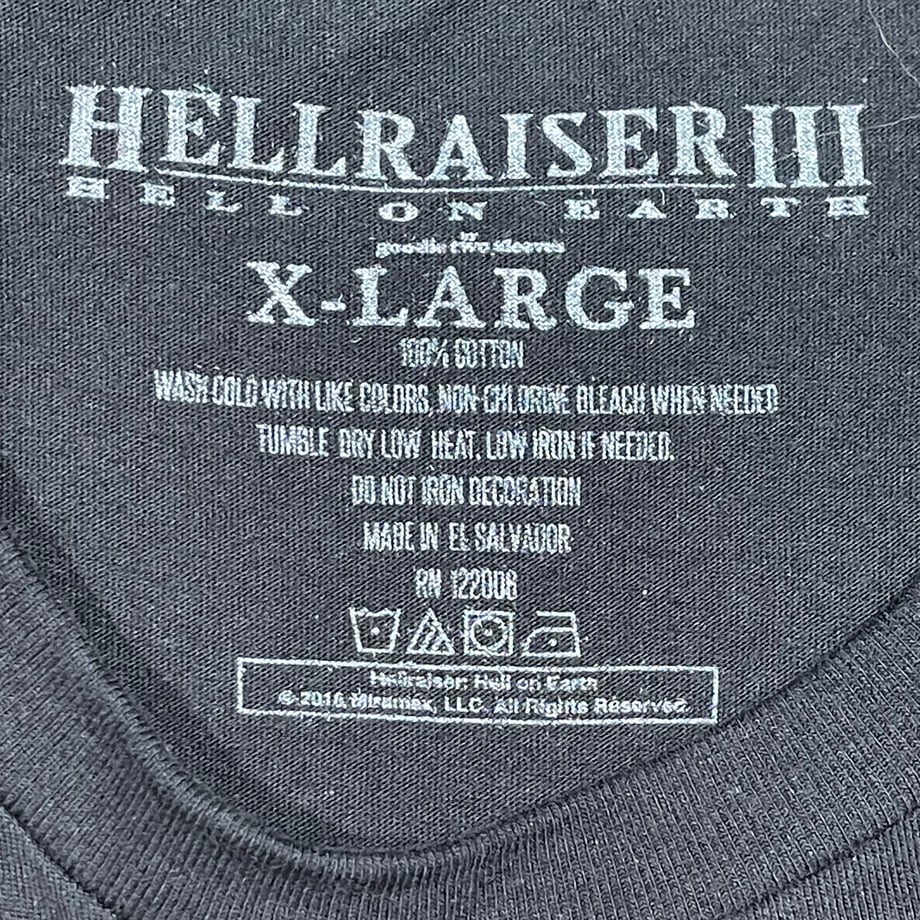 HELLRAISER III
HELL ON EARTH
goodie two sleeves
X-LARGE
100% COTTON
WASH COLD WITH LIKE COLORS, NON-CHLORINE BLEACH WHEN NEEDED
TUMBLE DRY LOW HEAT, LOW IRON IF NEEDED.
DO NOT IRON DECORATION
MADE IN EL SALVADOR
RN 122008
Hellraiser: Hell on Earth
© 2016 Miramax, LLC. All Rights Reserved.